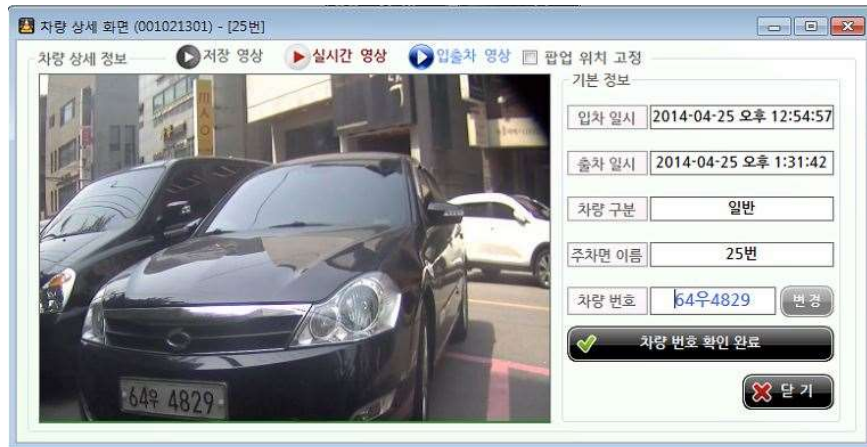 차량 상세 화면 (001021301) - [25번]
차량 상세 정보 저장 영상 실시간 영상 입출차 영상 팝업 위치 고정
기본 정보
입차 일시 2014-04-25 오후 12:54:57
출차 일시 2014-04-25 오후 1:31:42
차량 구분 일반
주차면 이름 25번
차량 번호 64우4829 변경
차량 번호 확인 완료
닫기
64우 4829